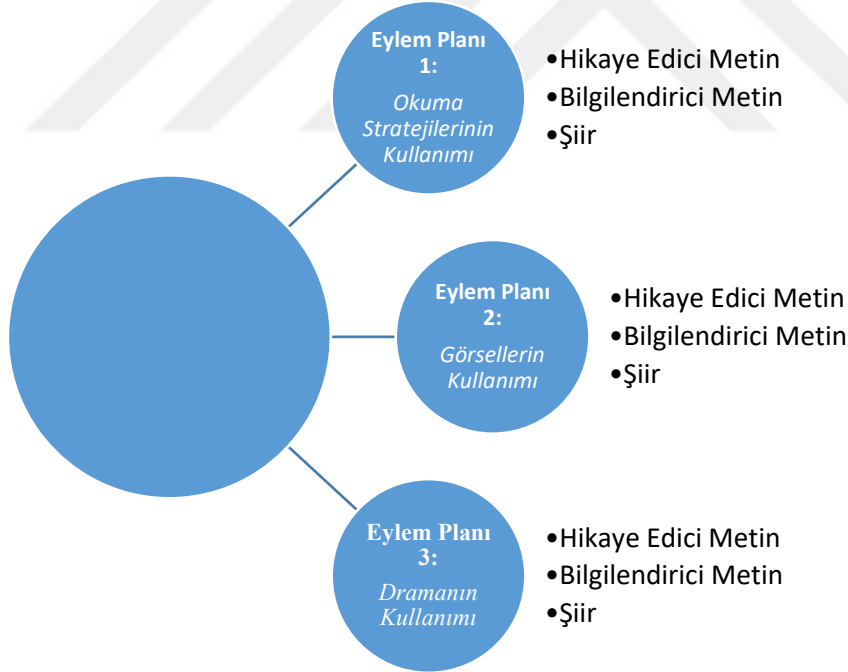 Eylem Planı
1:
Okuma
Stratejilerinin
Kullanımı
•Hikaye Edici Metin
•Bilgilendirici Metin
•Şiir
Eylem Planı
2:
Görsellerin
Kullanımı
•Hikaye Edici Metin
•Bilgilendirici Metin
•Şiir
Eylem Planı
3:
Dramanın
Kullanımı
•Hikaye Edici Metin
•Bilgilendirici Metin
•Şiir